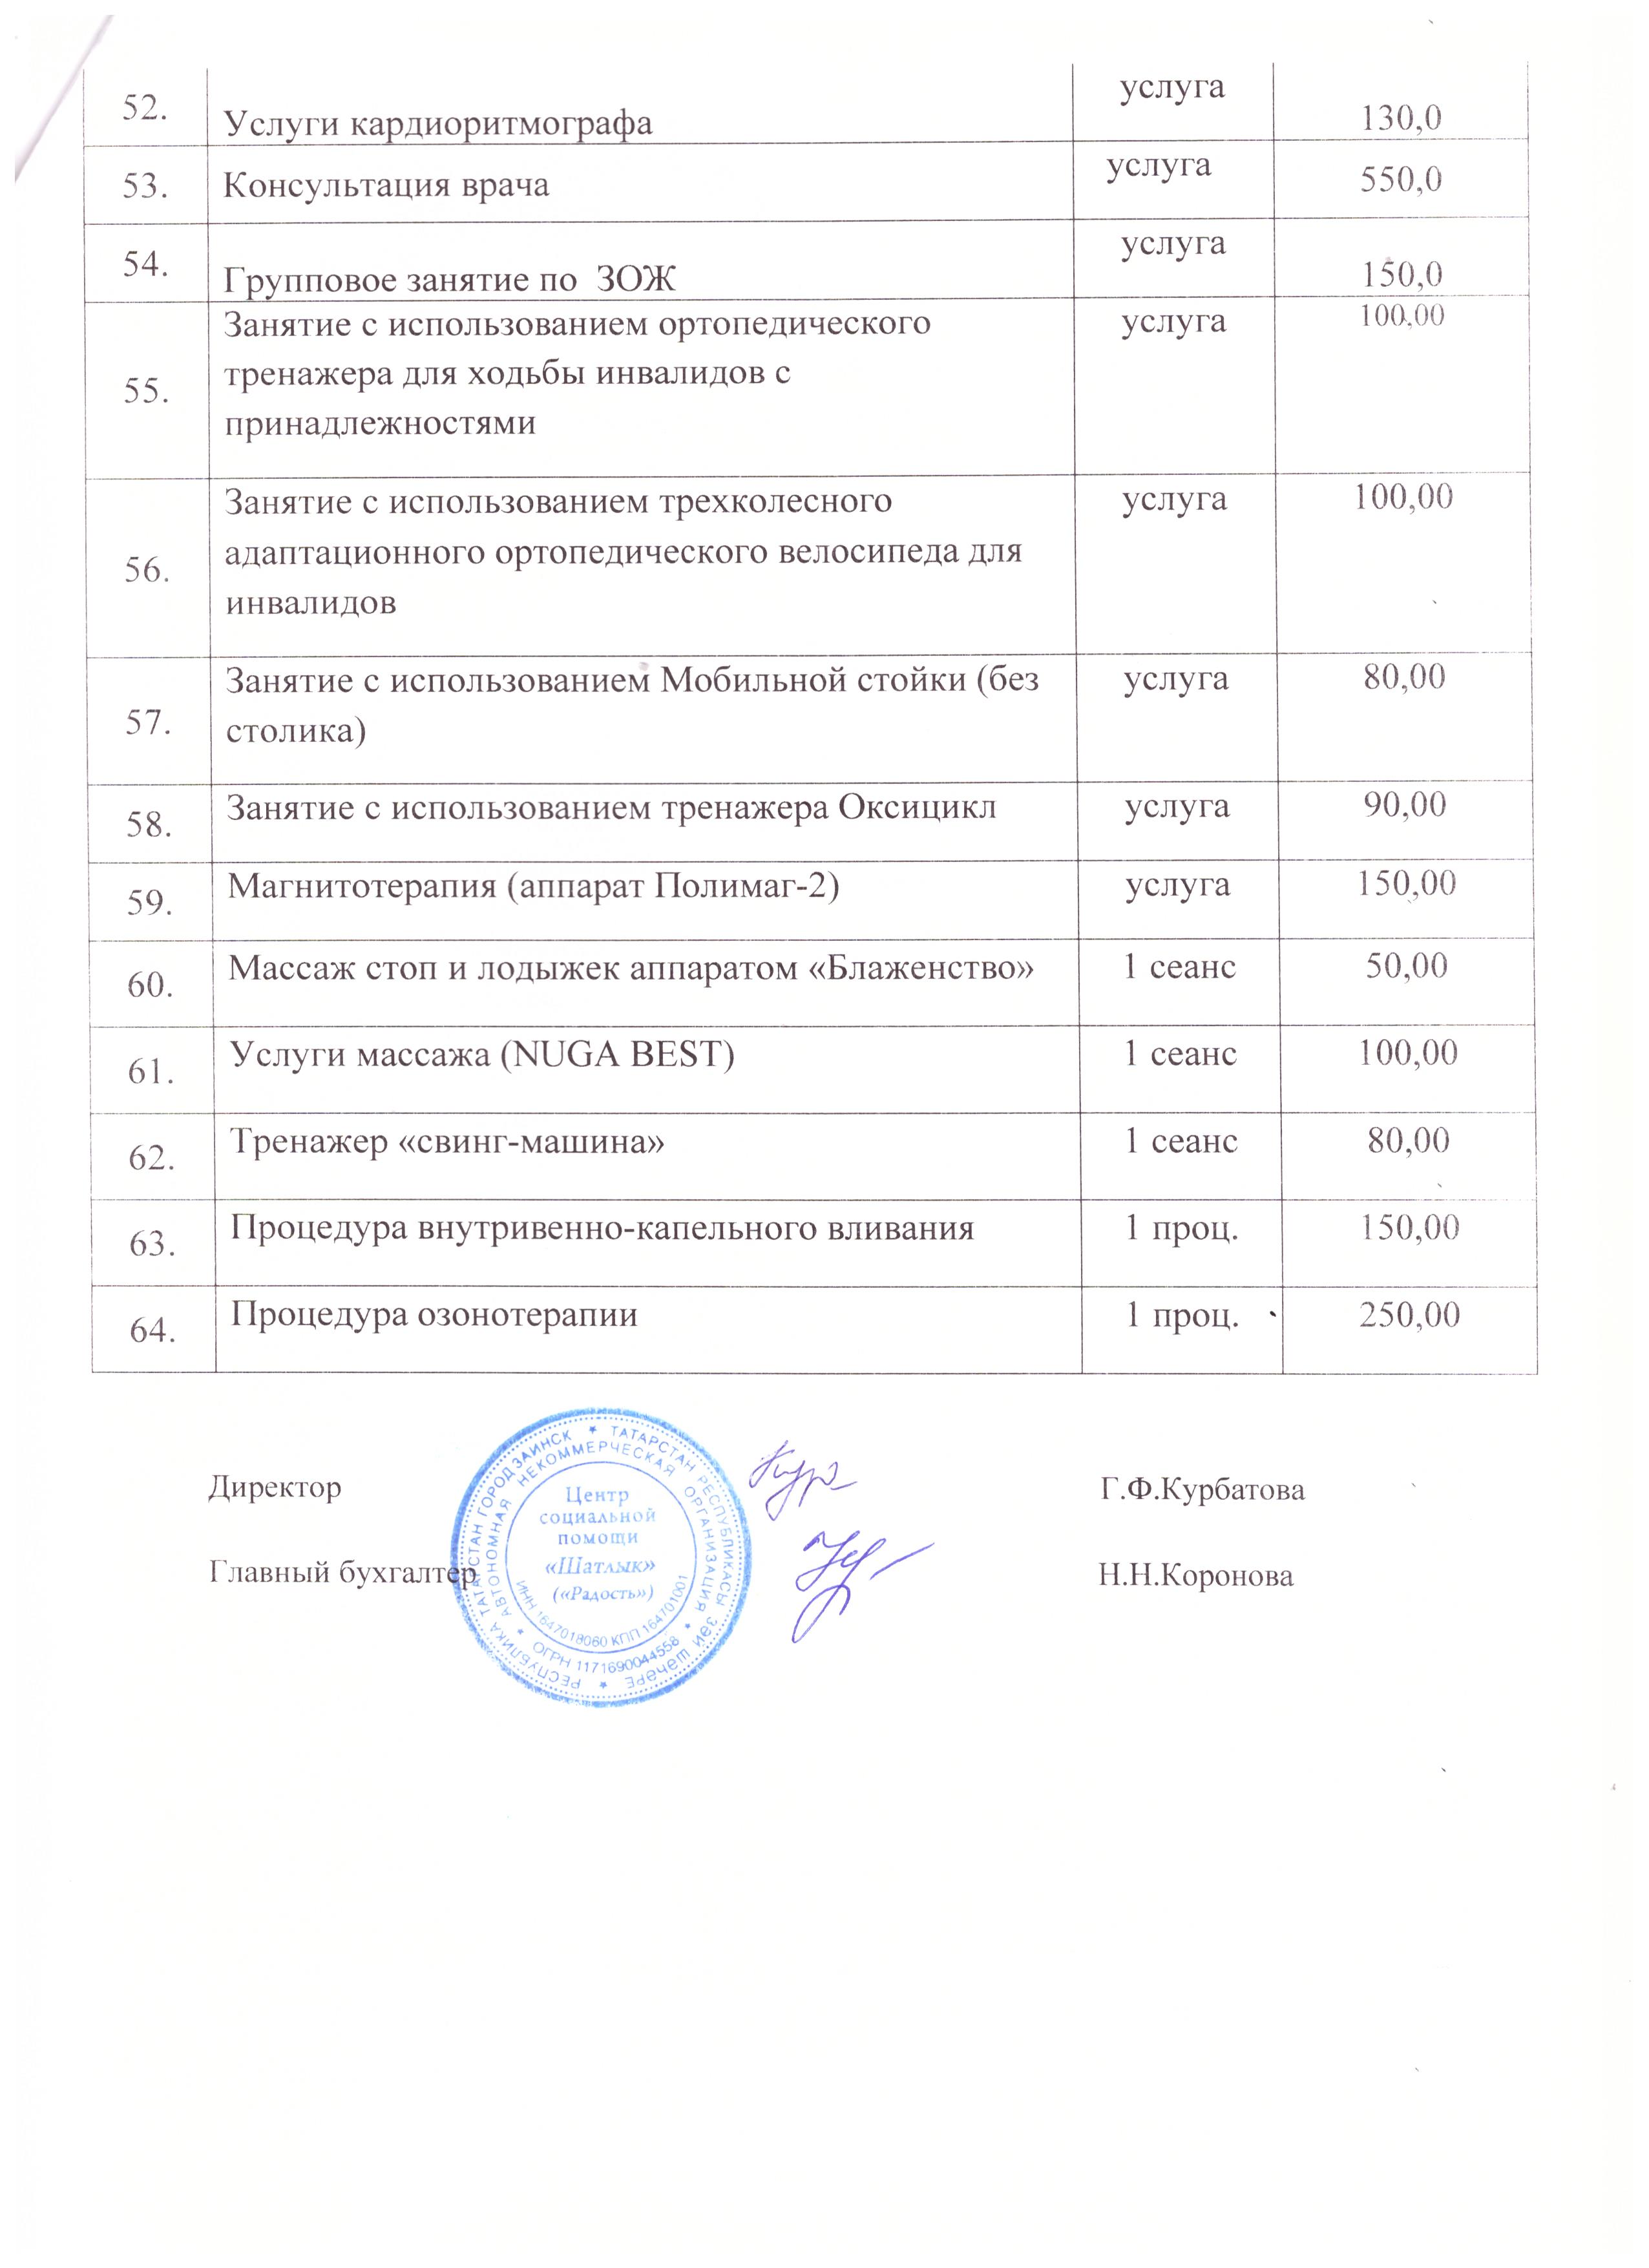 52. Услуги кардиоритмографа услуга 130,0
53. Консультация врача услуга 550,0
54. Групповое занятие по ЗОЖ услуга 150,0
55. Занятие с использованием ортопедического услуга 100,00
тренажера для ходьбы инвалидов с
принадлежностями
56. Занятие с использованием трехколесного услуга 100,00
адаптационного ортопедического велосипеда для
инвалидов
57. Занятие с использованием Мобильной стойки (без услуга 80,00
столика)
58. Занятие с использованием тренажера Оксицикл услуга 90,00
59. Магнитотерапия (аппарат Полимаг-2) услуга 150,00
60. Массаж стоп и лодыжек аппаратом «Блаженство» 1 сеанс 50,00
61. Услуги массажа (NUGA BEST) 1 сеанс 100,00
62. Тренажер «свинг-машина» 1 сеанс 80,00
63. Процедура внутривенно-капельного вливания 1 проц. 150,00
64. Процедура озонотерапии 1 проц. 250,00
Директор Г.Ф.Курбатова
Главный бухгалтер Н.Н.Коронова
РЕСПУБЛИКА ТАТАРСТАН ГОРОД ЗАИНСК * ТАТАРСТАН РЕСПУБЛИКАСЫ ЗӘЙ ШӘҺӘРЕ *
АВТОНОМНАЯ НЕКОММЕРЧЕСКАЯ ОРГАНИЗАЦИЯ
* ОГРН 1171690044558 *
ИНН 1647018060 КПП 164701001
Центр
социальной
помощи
«Шатлык»
(«Радость»)